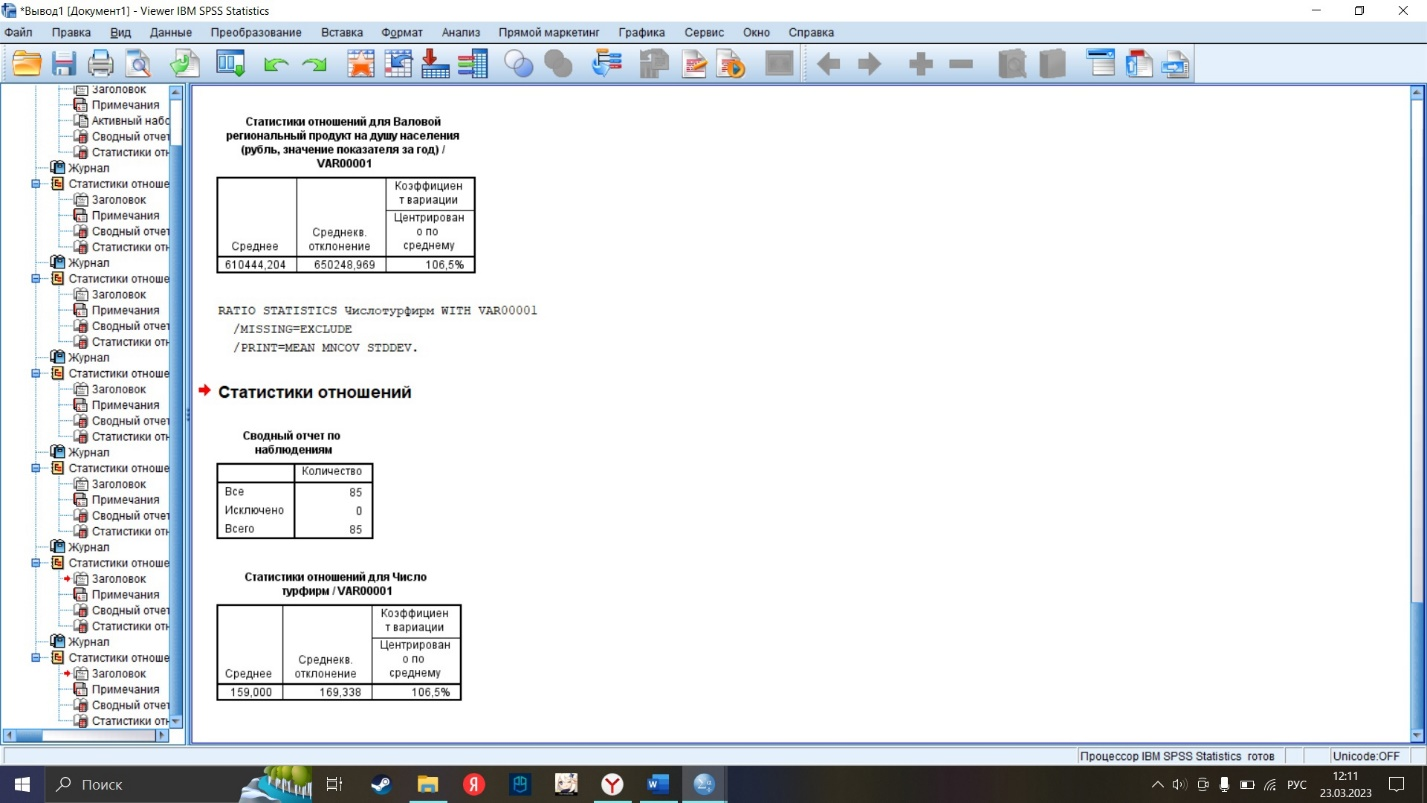 *Вывод1 [Документ1] - Viewer IBM SPSS Statistics
Файл Правка Вид Данные Преобразование Вставка Формат Анализ Прямой маркетинг Графика Сервис Окно Справка
Заголовок
Примечания
Активный набо
Сводный отчет
Статистики отн
Журнал
Статистики отноше
Заголовок
Примечания
Сводный отчет
Статистики отн
Журнал
Статистики отноше
Заголовок
Примечания
Сводный отчет
Статистики отн
Журнал
Статистики отноше
Заголовок
Примечания
Сводный отчет
Статистики отн
Журнал
Статистики отноше
Заголовок
Примечания
Сводный отчет
Статистики отн
Журнал
Статистики отноше
Заголовок
Примечания
Сводный отчет
Статистики отн
Журнал
Статистики отноше
Заголовок
Примечания
Сводный отчет
Статистики отн
Статистики отношений для Валовой
региональный продукт на душу населения
(рубль, значение показателя за год) /
VAR00001
Коэффициен
т вариации
Центрирован
о по
среднему
Среднекв.
отклонение
Среднее
610444,204 650248,969 106,5%
RATIO STATISTICS Числотурфирм WITH VAR00001
/MISSING=EXCLUDE
/PRINT=MEAN MNCOV STDDEV.
Статистики отношений
Сводный отчет по
наблюдениям
Количество
Все 85
Исключено 0
Всего 85
Статистики отношений для Число
турфирм / VAR00001
Коэффициен
т вариации
Центрирован
о по
среднему
Среднекв.
отклонение
Среднее
159,000 169,338 106,5%
Процессор IBM SPSS Statistics готов Unicode:OFF
Поиск
РУС
12:11
23.03.2023